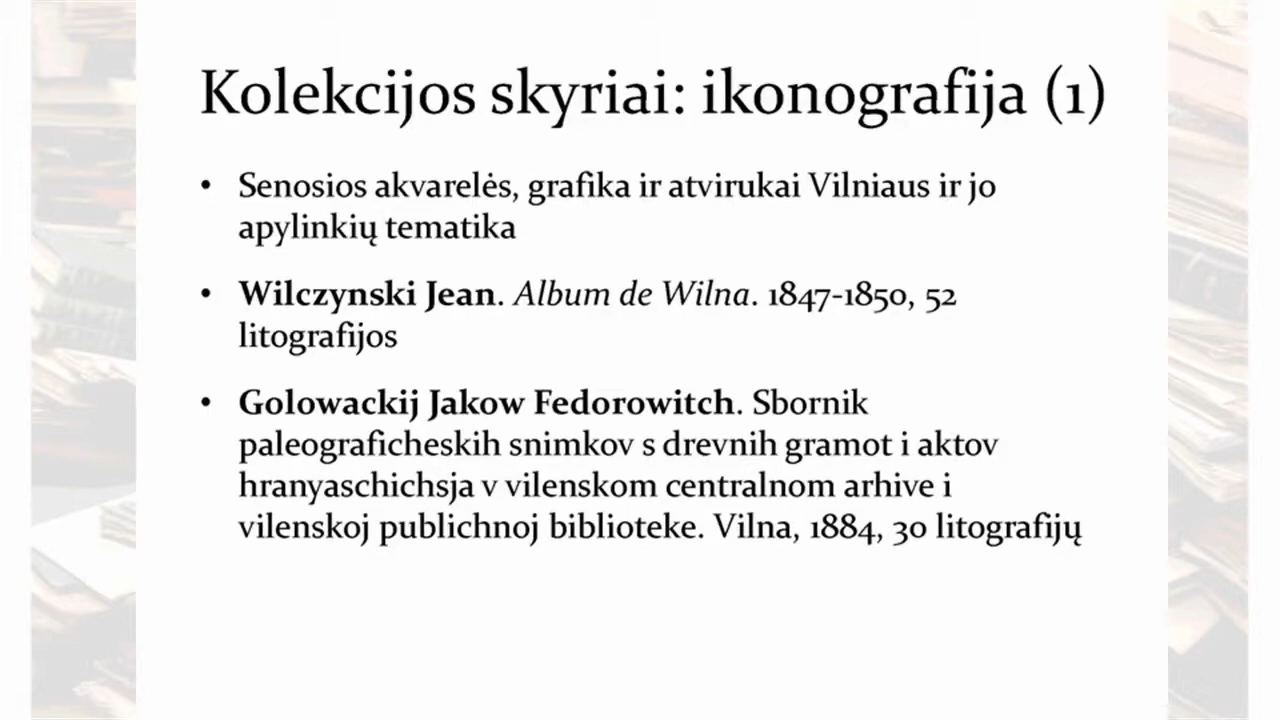 Kolekcijos skyriai: ikonografija (1)
• Senosios akvarelės, grafika ir atvirukai Vilniaus ir jo
apylinkių tematika
• Wilczynski Jean. Album de Wilna. 1847-1850, 52
litografijos
• Golowackij Jakow Fedorowitch. Sbornik
paleograficheskih snimkov s drevnih gramot i aktov
hranyaschichsja v vilenskom centralnom arhive i
vilenskoj publichnoj biblioteke. Vilna, 1884, 30 litografijų